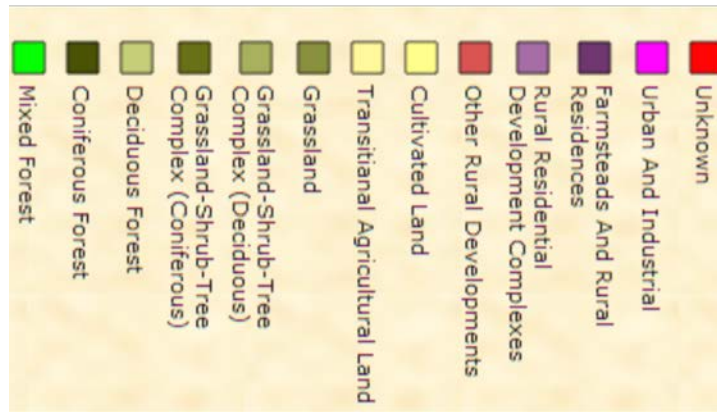 Unknown
Urban And Industrial
Farmsteads And Rural
Residences
Rural Residential
Development Complexes
Other Rural Developments
Cultivated Land
Transitianal Agricultural Land
Grassland
Grassland-Shrub-Tree
Complex (Deciduous)
Grassland-Shrub-Tree
Complex (Coniferous)
Deciduous Forest
Coniferous Forest
Mixed Forest